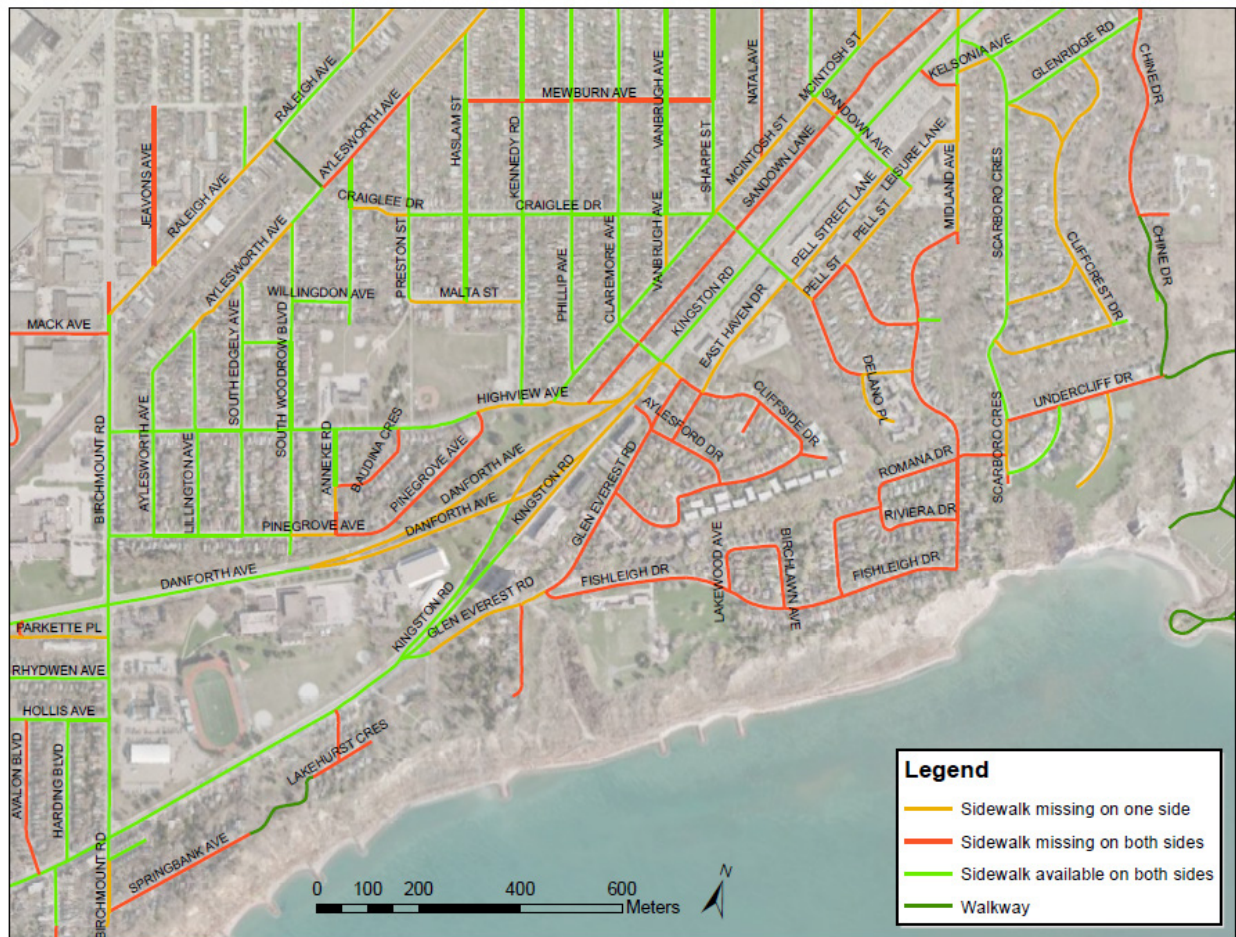 RALEIGH AVE
AYLESWORTH AVE
HASLAM ST
MEWBURN AVE
KENNEDY RD
VANBRUGH AVE
SHARPE ST
NATAL AVE
MCINTOSH ST
SANDOWN AVE
KELSONIA AVE
GLENRIDGE RD
CHINE DR
JEAVONS AVE
RALEIGH AVE
CRAIGLEE DR
CRAIGLEE DR
MCINTOSH ST
SANDOWN LANE
LEISURE LANE
MIDLAND AVE
SCARBORO CRES
PRESTON ST
PHILLIP AVE
CLAREMORE AVE
VANBRUGH AVE
PELL STREET LANE
PELL ST
PELL ST
KINGSTON RD
CLIFFCREST DR
CHINE DR
AYLESWORTH AVE
WILLINGDON AVE
MALTA ST
MACK AVE
SOUTH EDGELY AVE
SOUTH WOODROW BLVD
EAST HAVEN DR
DELANO PL
UNDERCLIFF DR
HIGHVIEW AVE
CLIFFSIDE DR
AYLESFORD DR
SCARBORO CRES
BIRCHMOUNT RD
AYLESWORTH AVE
LILLINGTON AVE
ANNEKE RD
BAUDINA CRES
PINEGROVE AVE
DANFORTH AVE
DANFORTH AVE
KINGSTON RD
GLEN EVEREST RD
ROMANA DR
RIVIERA DR
PINEGROVE AVE
LAKEWOOD AVE
BIRCHLAWN AVE
FISHLEIGH DR
FISHLEIGH DR
DANFORTH AVE
KINGSTON RD
GLEN EVEREST RD
PARKETTE PL
RHYDWEN AVE
HOLLIS AVE
AVALON BLVD
HARDING BLVD
LAKEHURST CRES
SPRINGBANK AVE
BIRCHMOUNT RD
Legend
Sidewalk missing on one side
Sidewalk missing on both sides
Sidewalk available on both sides
Walkway
0 100 200 400 600
Meters
N